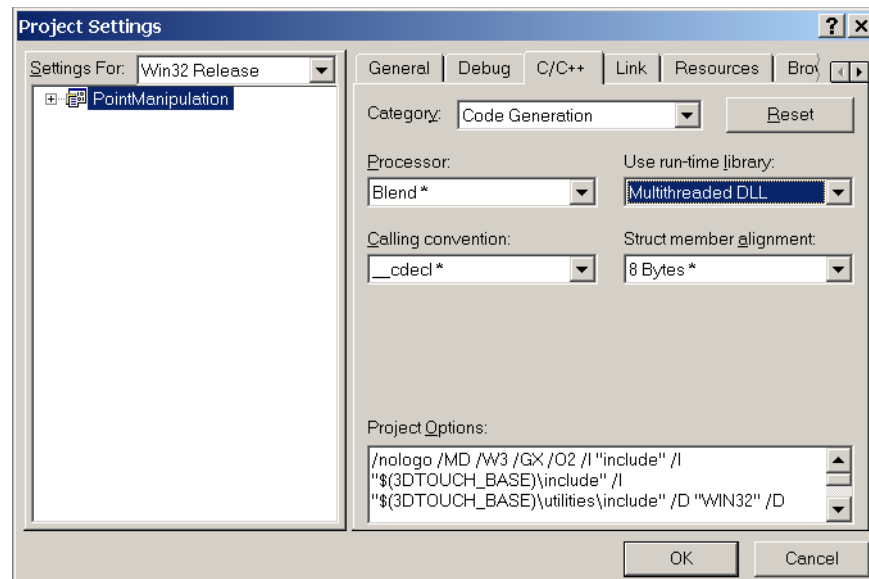 Project Settings
Settings For: Win32 Release
PointManipulation
General Debug C/C++ Link Resources
Category: Code Generation Reset
Processor: Use run-time library:
Blend * Multithreaded DLL
Calling convention: Struct member alignment:
__cdecl * 8 Bytes *
Project Options:
/nologo /MD /W3 /GX /O2 /I "include" /I
"$(3DTOUCH_BASE)\include" /I
"$(3DTOUCH_BASE)\utilities\include" /D "WIN32" /D
OK Cancel